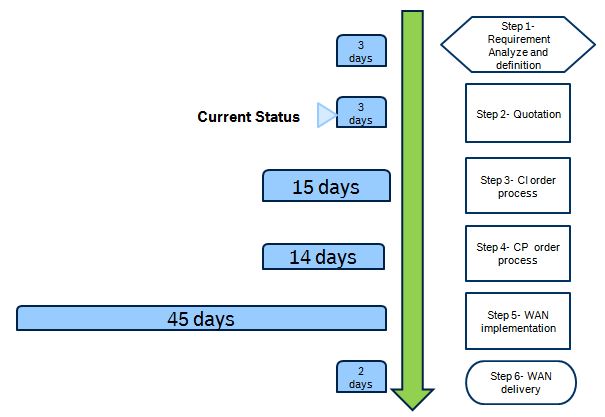 3
days
Step 1-
Requirement
Analyze and
definition
Current Status
3
days
Step 2- Quotation
15 days
Step 3- CI order
process
14 days
Step 4- CP order
process
45 days
Step 5- WAN
implementation
2
days
Step 6- WAN
delivery